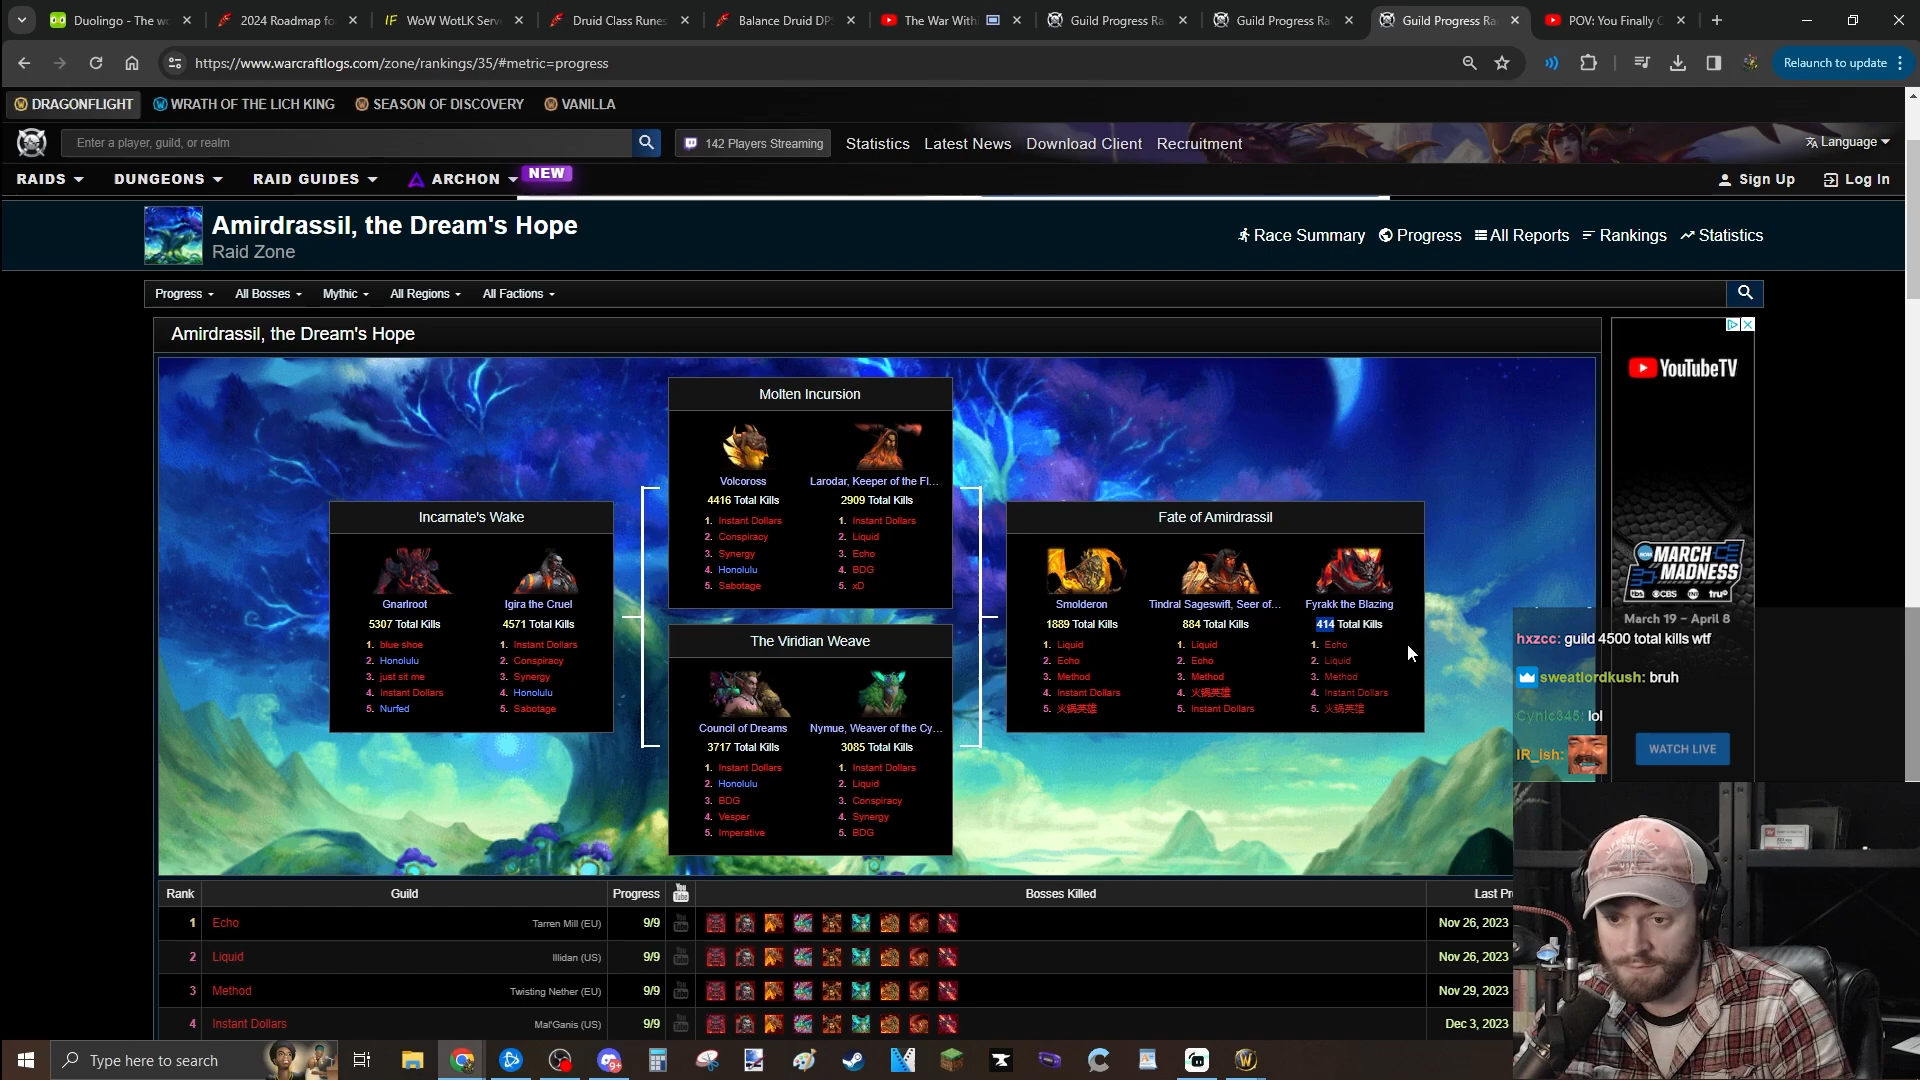 Duolingo - The wo
2024 Roadmap fo
WoW WotLK Serv
Druid Class Runes
Balance Druid DPS
The War With
Guild Progress Ra
Guild Progress Ra
Guild Progress Ra
POV: You Finally
https://www.warcraftlogs.com/zone/rankings/35/#metric=progress
Relaunch to update
DRAGONFLIGHT WRATH OF THE LICH KING SEASON OF DISCOVERY VANILLA
Enter a player, guild, or realm
142 Players Streaming
Statistics Latest News Download Client Recruitment
Language
RAIDS DUNGEONS RAID GUIDES ARCHON NEW
Sign Up Log In
Amirdrassil, the Dream's Hope
Raid Zone
Race Summary Progress All Reports Rankings Statistics
Progress All Bosses Mythic All Regions All Factions
Amirdrassil, the Dream's Hope
Incarnate's Wake
Gnarlroot
5307 Total Kills
1. blue shoe
2. Honolulu
3. just sit me
4. Instant Dollars
5. Nurfed
Igira the Cruel
4571 Total Kills
1. Instant Dollars
2. Conspiracy
3. Synergy
4. Honolulu
5. Sabotage
Molten Incursion
Volcoross
4416 Total Kills
1. Instant Dollars
2. Conspiracy
3. Synergy
4. Honolulu
5. Sabotage
Larodar, Keeper of the Fl...
2909 Total Kills
1. Instant Dollars
2. Liquid
3. Echo
4. BDG
5. xD
The Viridian Weave
Council of Dreams
3717 Total Kills
1. Instant Dollars
2. Honolulu
3. BDG
4. Vesper
5. Imperative
Nymue, Weaver of the Cy...
3085 Total Kills
1. Instant Dollars
2. Liquid
3. Conspiracy
4. Synergy
5. BDG
Fate of Amirdrassil
Smolderon
1889 Total Kills
1. Liquid
2. Echo
3. Method
4. Instant Dollars
5. 火锅英雄
Tindral Sageswift, Seer of...
884 Total Kills
1. Liquid
2. Echo
3. Method
4. 火锅英雄
5. Instant Dollars
Fyrakk the Blazing
414 Total Kills
1. Echo
2. Liquid
3. Method
4. Instant Dollars
5. 火锅英雄
YouTubeTV
NCAA
MARCH MADNESS
CBS TNT tru
March 19 – April 8
WATCH LIVE
hxzcc: guild 4500 total kills wtf
sweatlordkush: bruh
Cynic345: lol
IR_ish:
Rank Guild Progress You Tube Bosses Killed Last Pr
1 Echo Tarren Mill (EU) 9/9 Nov 26, 2023
2 Liquid Illidan (US) 9/9 Nov 26, 2023
3 Method Twisting Nether (EU) 9/9 Nov 29, 2023
4 Instant Dollars Mal'Ganis (US) 9/9 Dec 3, 2023
Type here to search